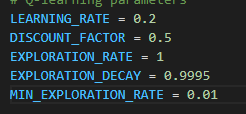 # Q-learning parameters
LEARNING_RATE = 0.2
DISCOUNT_FACTOR = 0.5
EXPLORATION_RATE = 1
EXPLORATION_DECAY = 0.9995
MIN_EXPLORATION_RATE = 0.01